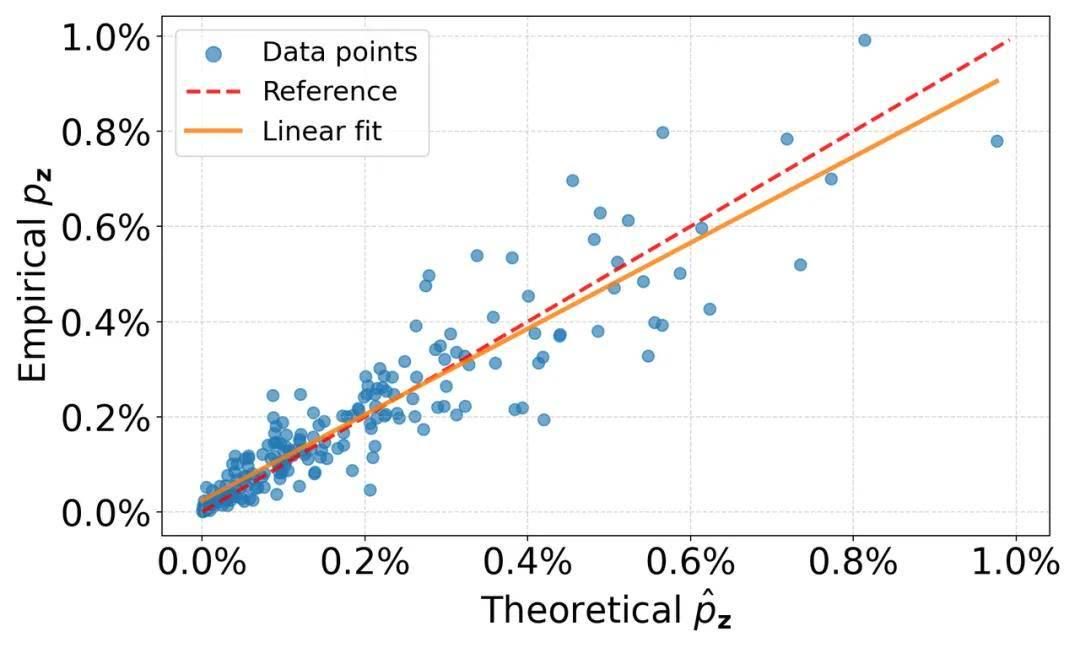 Data points
Reference
Linear fit
Empirical p_z
1.0%
0.8%
0.6%
0.4%
0.2%
0.0%
0.0% 0.2% 0.4% 0.6% 0.8% 1.0%
Theoretical p̂_z